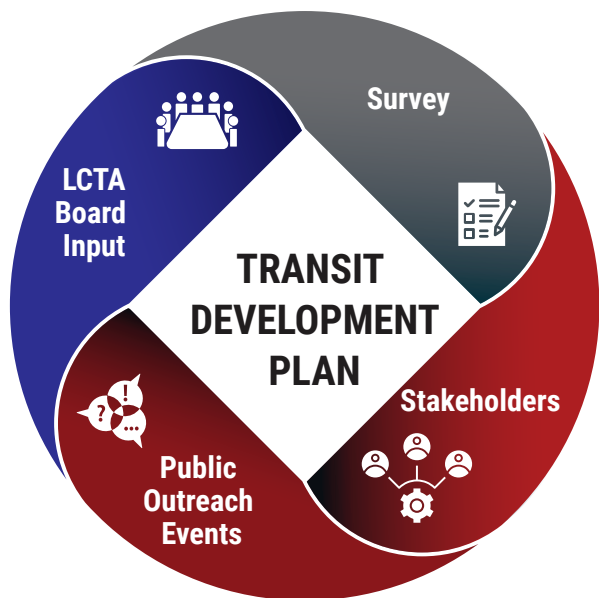 Survey
LCTA
Board
Input
TRANSIT
DEVELOPMENT
PLAN
Stakeholders
Public
Outreach
Events
? ! ...